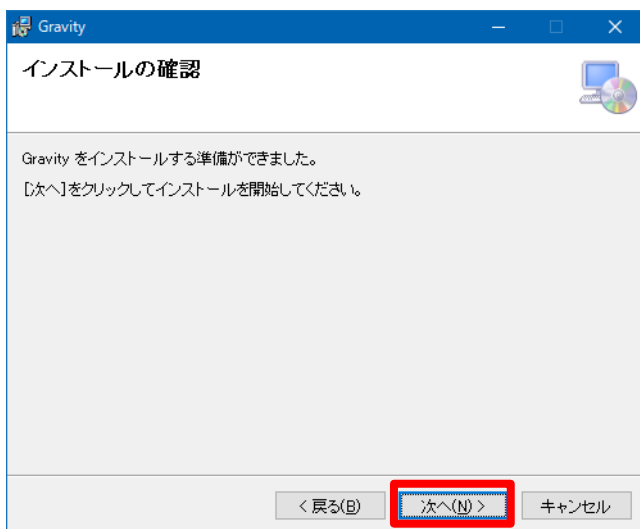 Gravity
インストールの確認
Gravity をインストールする準備ができました。
[次へ]をクリックしてインストールを開始してください。
< 戻る(B)
次へ(N) >
キャンセル